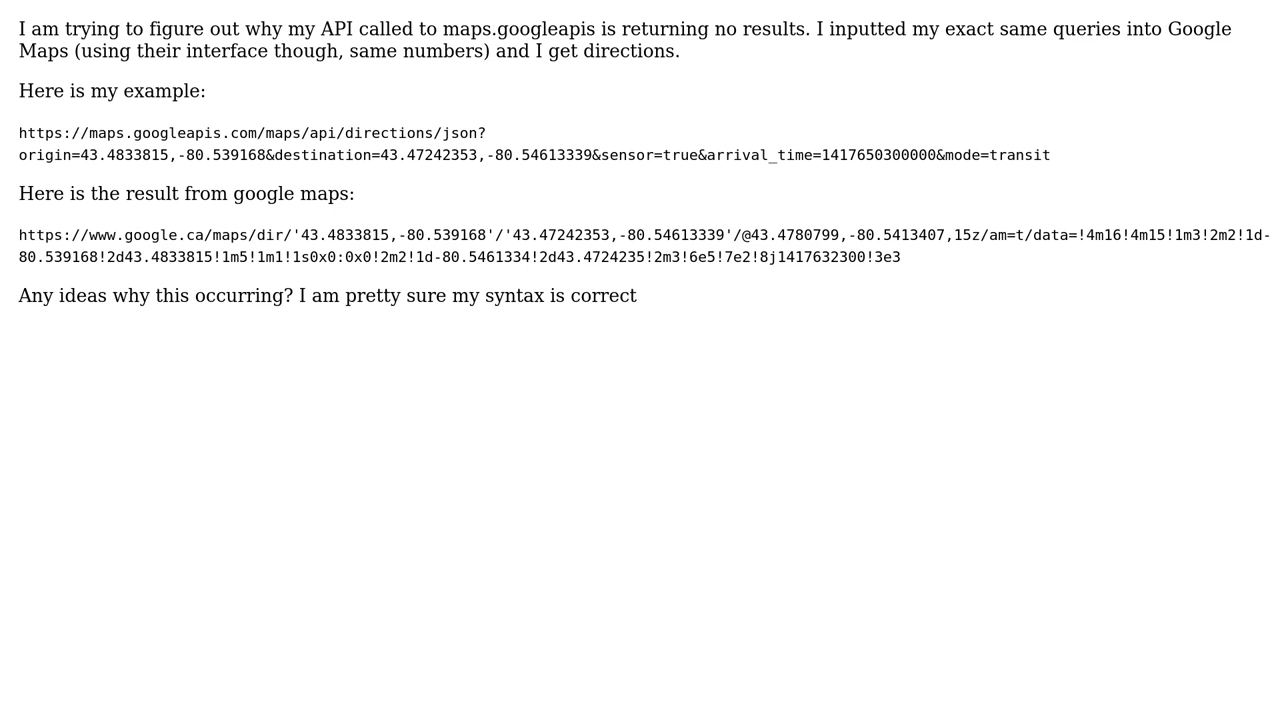 I am trying to figure out why my API called to maps.googleapis is returning no results. I inputted my exact same queries into Google
Maps (using their interface though, same numbers) and I get directions.
Here is my example:
https://maps.googleapis.com/maps/api/directions/json?
origin=43.4833815,-80.539168&destination=43.47242353,-80.54613339&sensor=true&arrival_time=1417650300000&mode=transit
Here is the result from google maps:
https://www.google.ca/maps/dir/'43.4833815,-80.539168'/'43.47242353,-80.54613339'/@43.4780799,-80.5413407,15z/am=t/data=!4m16!4m15!1m3!2m2!1d-
80.539168!2d43.4833815!1m5!1m1!1s0x0:0x0!2m2!1d-80.5461334!2d43.4724235!2m3!6e5!7e2!8j1417632300!3e3
Any ideas why this occurring? I am pretty sure my syntax is correct